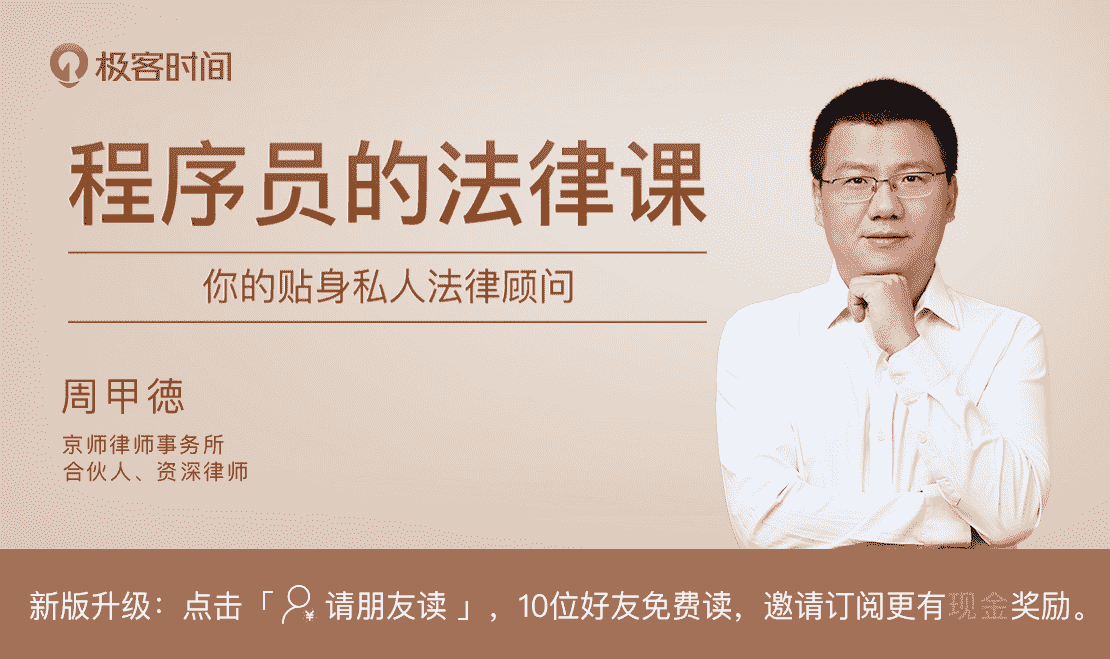 极客时间
程序员的法律课
你的贴身私人法律顾问
周甲德
京师律师事务所
合伙人、资深律师
新版升级：点击「 ¥ 请朋友读 」，10位好友免费读，邀请订阅更有现金奖励。